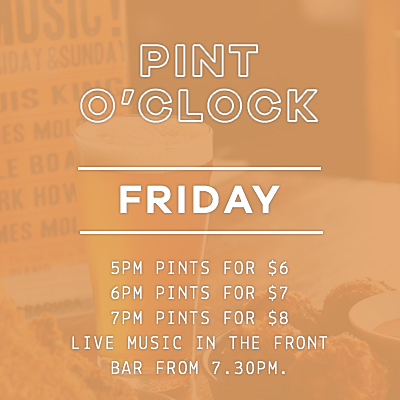 MUSIC!
PINT
O'CLOCK
FRIDAY
5PM PINTS FOR $6
6PM PINTS FOR $7
7PM PINTS FOR $8
LIVE MUSIC IN THE FRONT
BAR FROM 7.30PM.